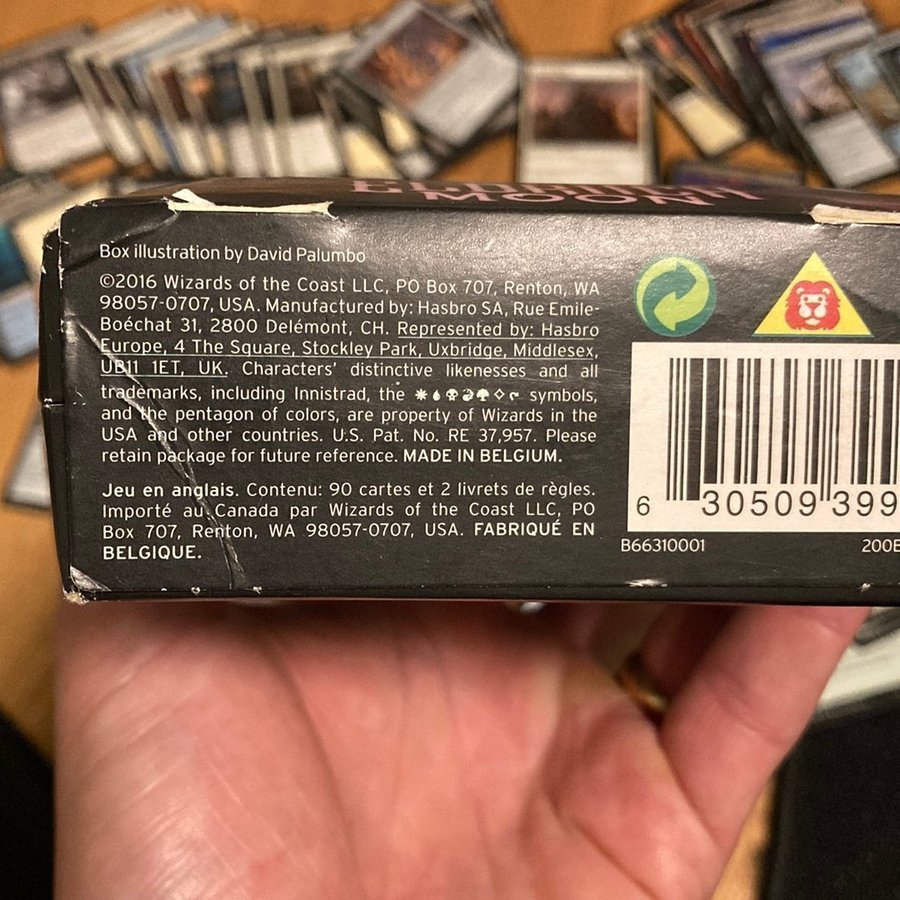 ELDRITCH
MOON
Box illustration by David Palumbo
©2016 Wizards of the Coast LLC, PO Box 707, Renton, WA
98057-0707, USA. Manufactured by: Hasbro SA, Rue Emile-
Boéchat 31, 2800 Delémont, CH. Represented by: Hasbro
Europe, 4 The Square, Stockley Park, Uxbridge, Middlesex,
UB11 1ET, UK. Characters' distinctive likenesses and all
trademarks, including Innistrad, the symbols,
and the pentagon of colors, are property of Wizards in the
USA and other countries. U.S. Pat. No. RE 37,957. Please
retain package for future reference. MADE IN BELGIUM.
Jeu en anglais. Contenu: 90 cartes et 2 livrets de règles.
Importé au Canada par Wizards of the Coast LLC, PO
Box 707, Renton, WA 98057-0707, USA. FABRIQUÉ EN
BELGIQUE.
6 30509 399
B66310001